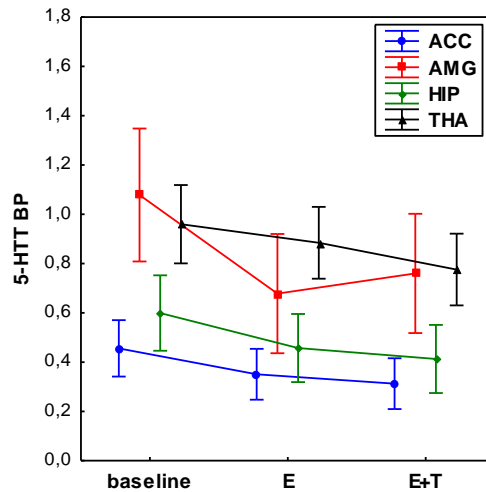 1,8
1,6
1,4
1,2
1,0
0,8
0,6
0,4
0,2
0,0
5-HTT BP
ACC
AMG
HIP
THA
baseline E E+T